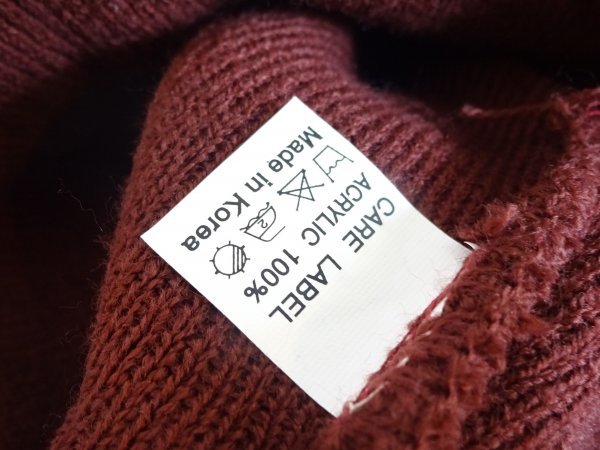 CARE LABEL
ACRYLIC 100%
Made in Korea